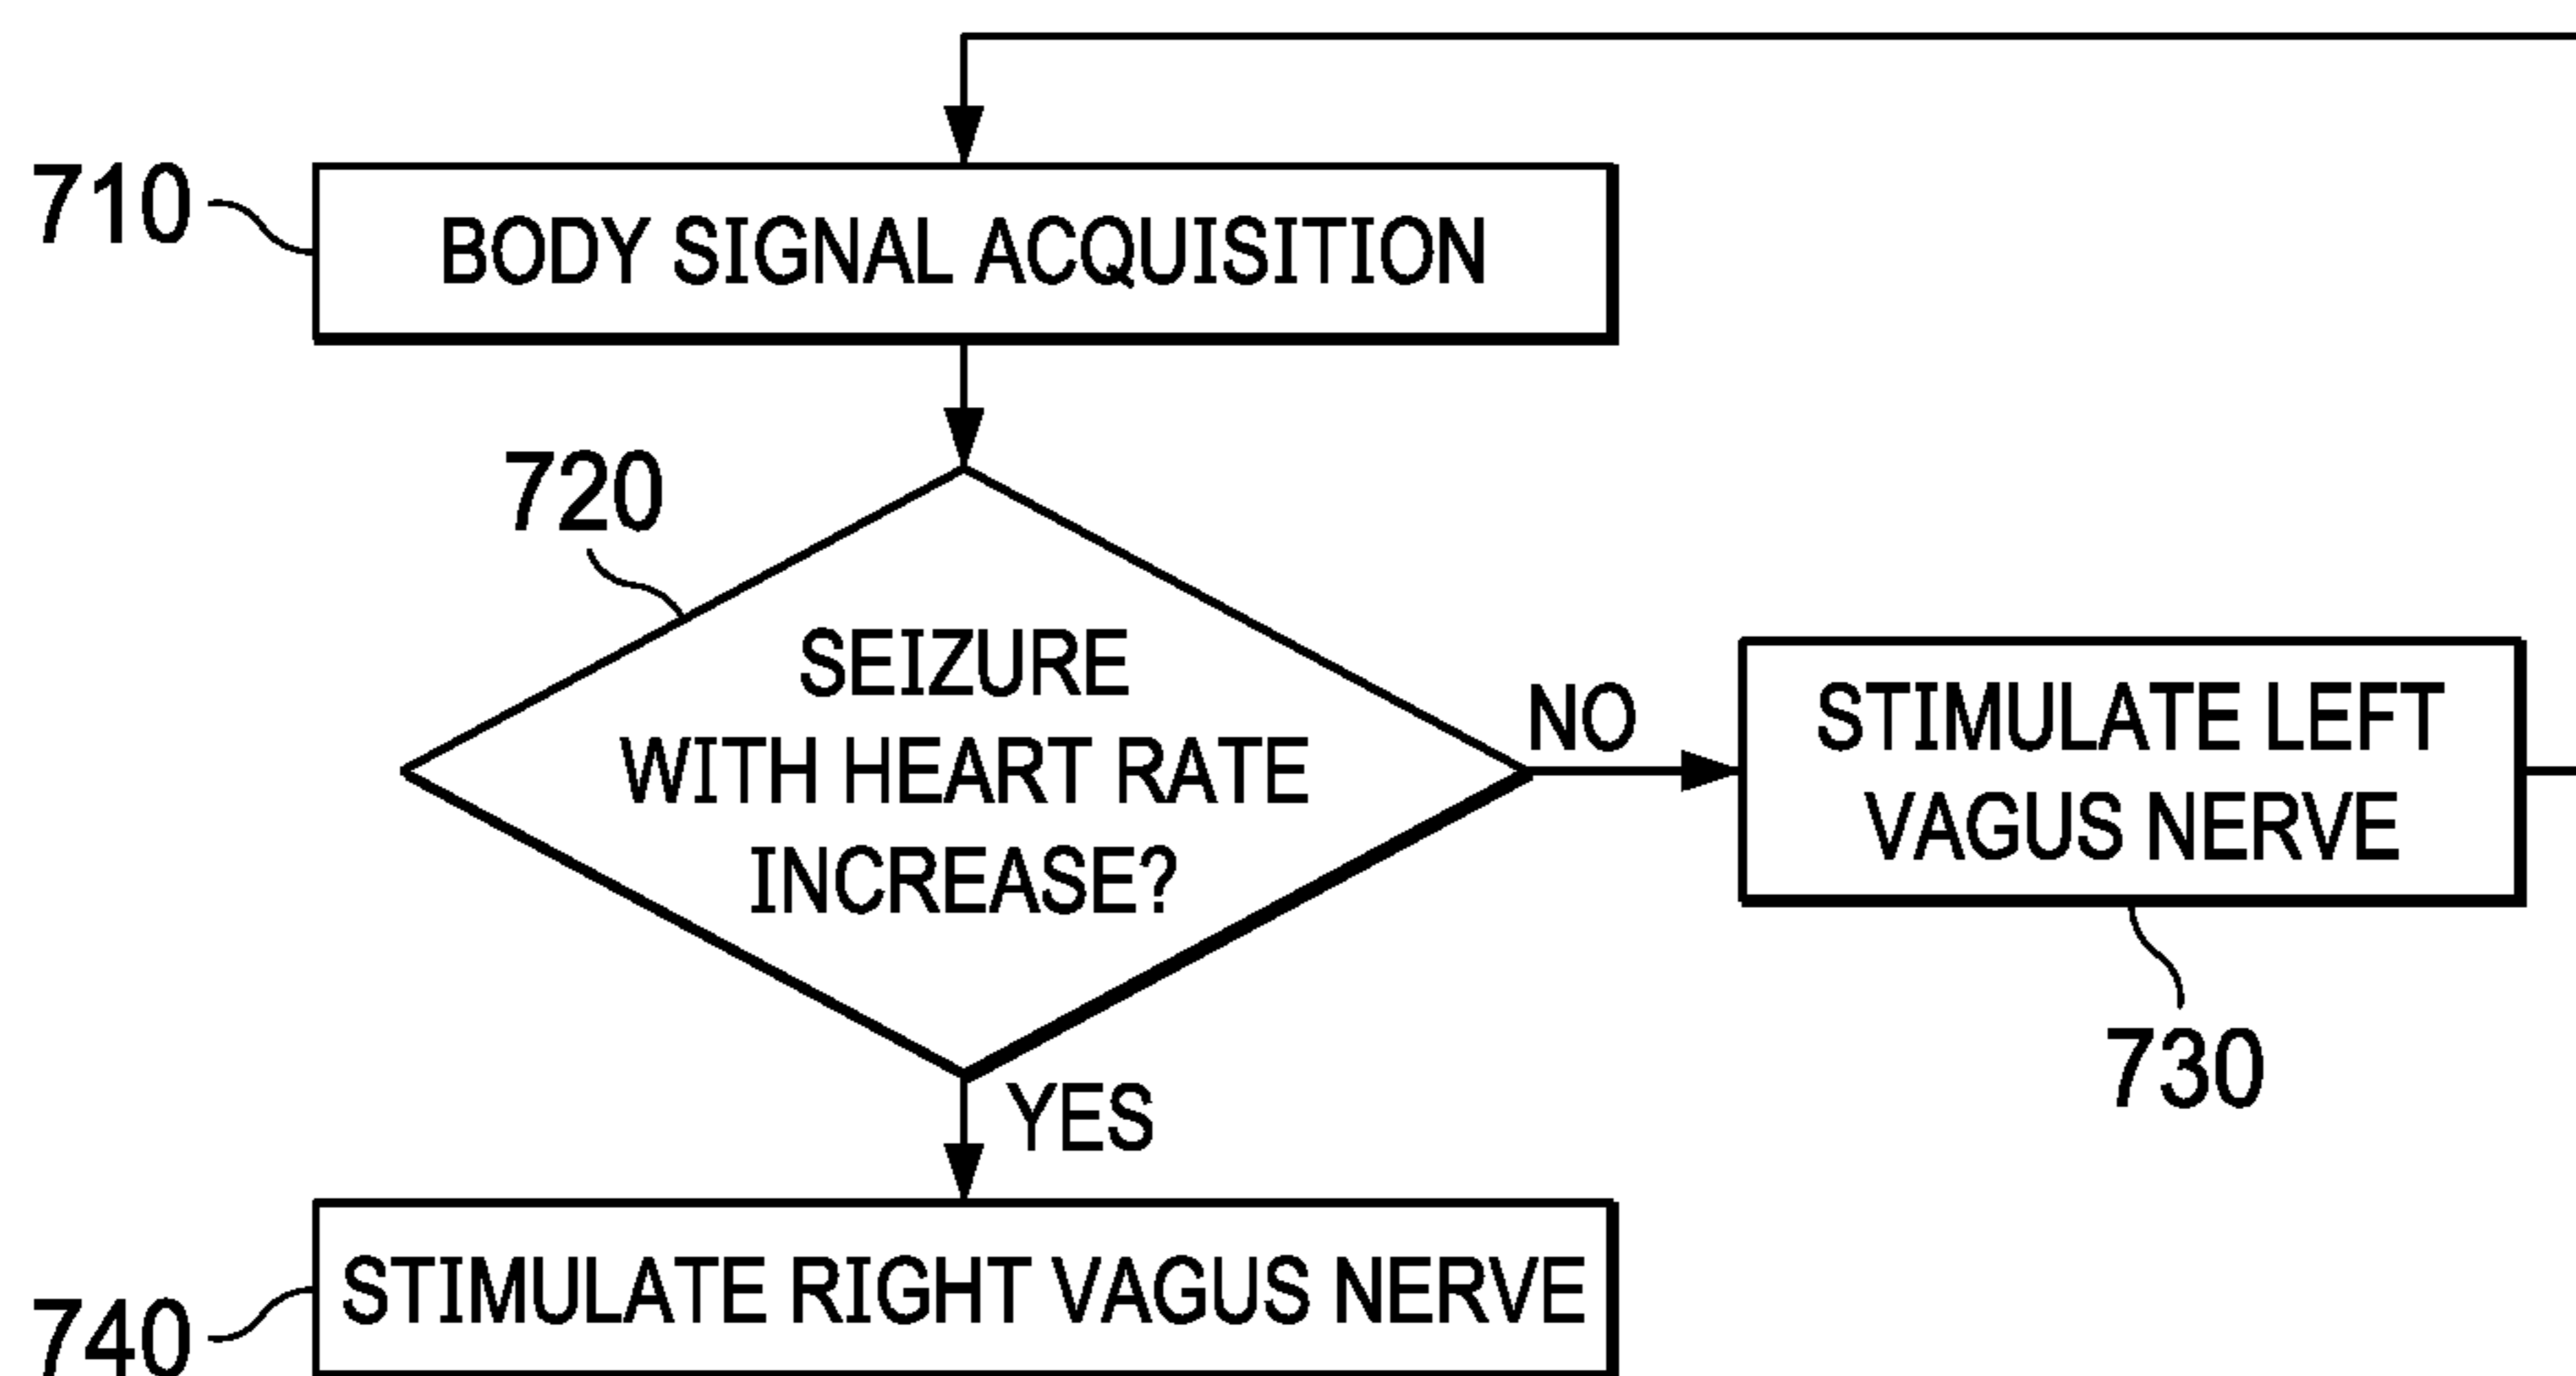 710
BODY SIGNAL ACQUISITION
720
SEIZURE
WITH HEART RATE
INCREASE?
NO
STIMULATE LEFT
VAGUS NERVE
730
YES
740
STIMULATE RIGHT VAGUS NERVE